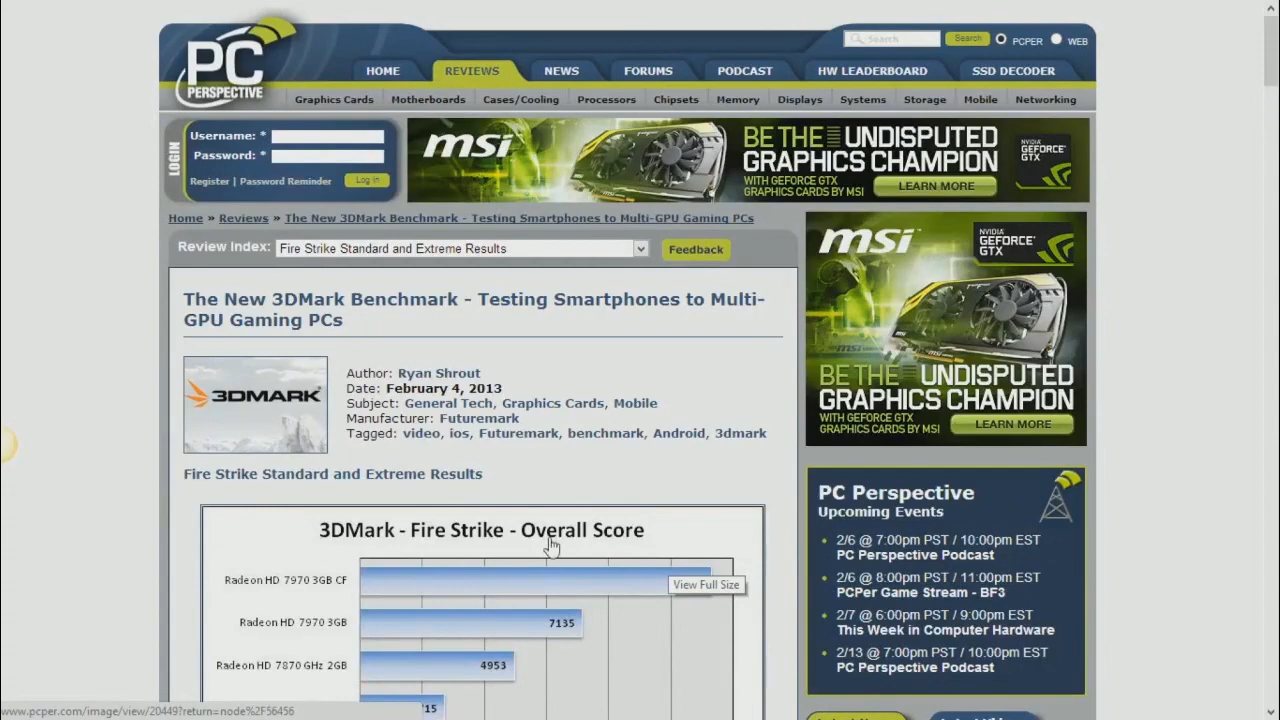 PC PERSPECTIVE
Search
Search
PCPER
WEB
HOME
REVIEWS
NEWS
FORUMS
PODCAST
HW LEADERBOARD
SSD DECODER
Graphics Cards
Motherboards
Cases/Cooling
Processors
Chipsets
Memory
Displays
Systems
Storage
Mobile
Networking
LOGIN
Username: *
Password: *
Register | Password Reminder
Log In
msi
BE THE UNDISPUTED
GRAPHICS CHAMPION
WITH GEFORCE GTX
GRAPHICS CARDS BY MSI
LEARN MORE
NVIDIA
GEFORCE
GTX
Home » Reviews » The New 3DMark Benchmark - Testing Smartphones to Multi-GPU Gaming PCs
Review Index:
Fire Strike Standard and Extreme Results
Feedback
The New 3DMark Benchmark - Testing Smartphones to Multi-
GPU Gaming PCs
3DMARK
Author: Ryan Shrout
Date: February 4, 2013
Subject: General Tech, Graphics Cards, Mobile
Manufacturer: Futuremark
Tagged: video, ios, Futuremark, benchmark, Android, 3dmark
Fire Strike Standard and Extreme Results
3DMark - Fire Strike - Overall Score
Radeon HD 7970 3GB CF
View Full Size
Radeon HD 7970 3GB
7135
Radeon HD 7870 GHz 2GB
4953
15
www.pcper.com/image/view/20449?return=node%2F56456
msi
NVIDIA
GEFORCE
GTX
BE THE UNDISPUTED
GRAPHICS CHAMPION
WITH GEFORCE GTX
GRAPHICS CARDS BY MSI
LEARN MORE
PC Perspective
Upcoming Events
2/6 @ 7:00pm PST / 10:00pm EST
PC Perspective Podcast
2/6 @ 8:00pm PST / 11:00pm EST
PCPer Game Stream - BF3
2/7 @ 6:00pm PST / 9:00pm EST
This Week in Computer Hardware
2/13 @ 7:00pm PST / 10:00pm EST
PC Perspective Podcast